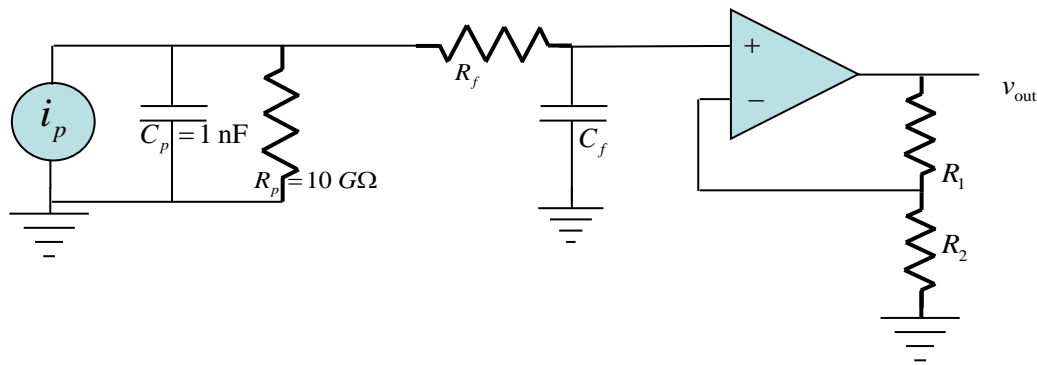 i_p
C_p = 1 nF
R_p = 10 GΩ
R_f
C_f
+
−
v_out
R_1
R_2